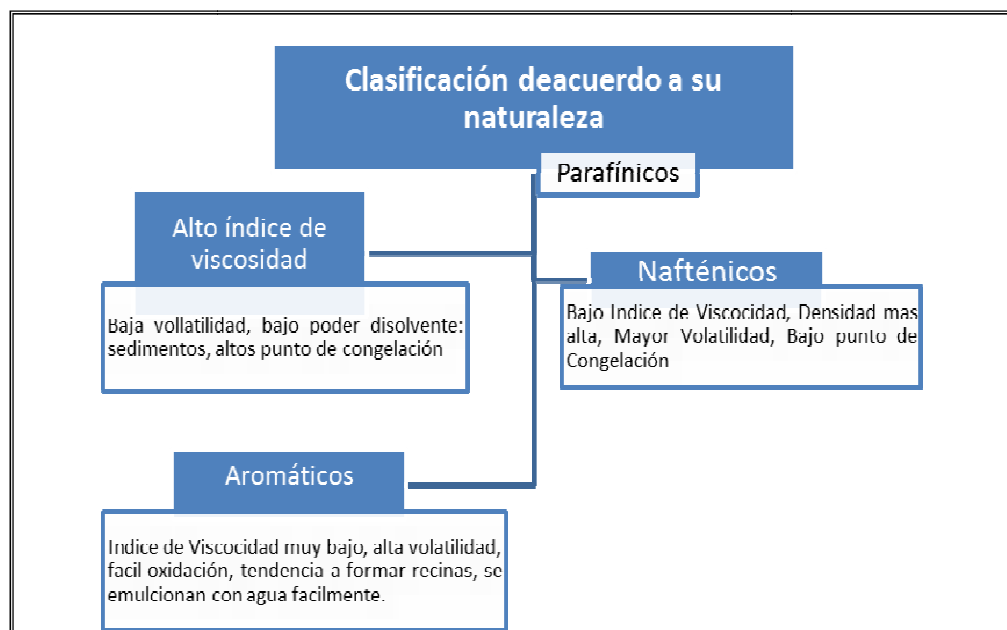 Clasificación deacuerdo a su
naturaleza
Parafínicos
Alto índice de
viscosidad
Baja vollatilidad, bajo poder disolvente:
sedimentos, altos punto de congelación
Nafténicos
Bajo Indice de Viscocidad, Densidad mas
alta, Mayor Volatilidad, Bajo punto de
Congelación
Aromáticos
Indice de Viscocidad muy bajo, alta volatilidad,
facil oxidación, tendencia a formar recinas, se
emulcionan con agua facilmente.